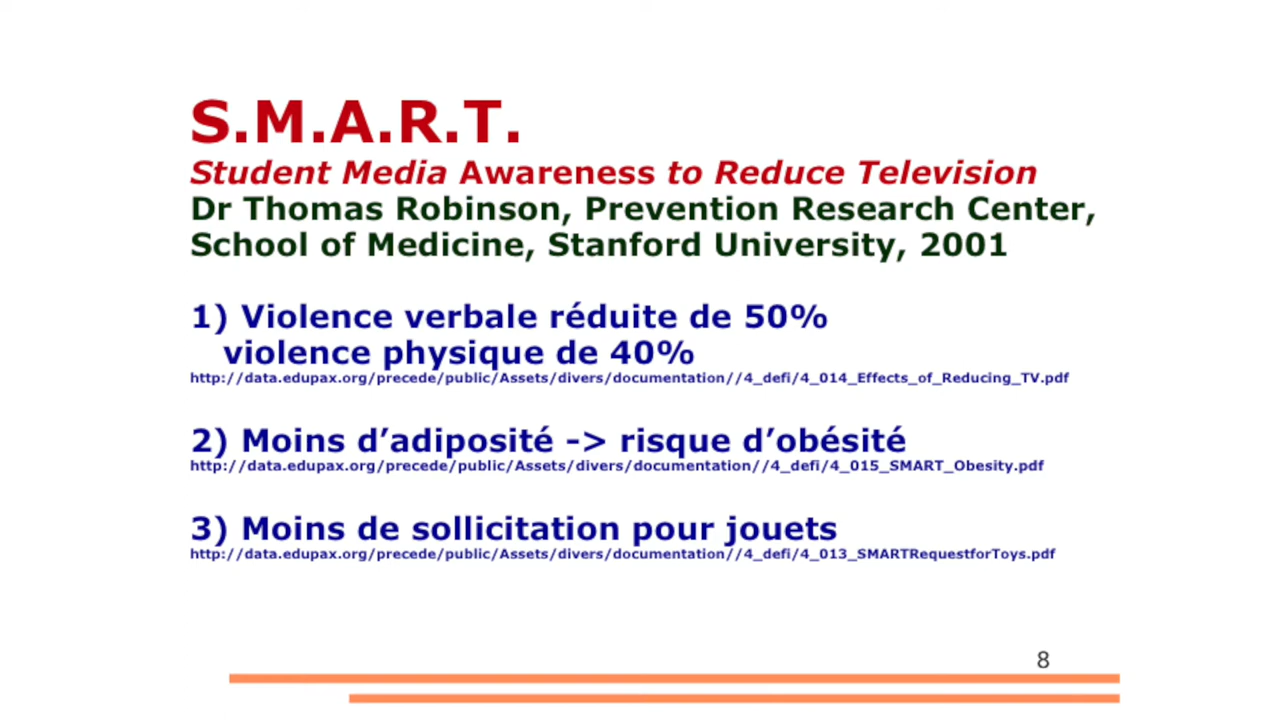 S.M.A.R.T.
Student Media Awareness to Reduce Television
Dr Thomas Robinson, Prevention Research Center,
School of Medicine, Stanford University, 2001
1) Violence verbale réduite de 50%
violence physique de 40%
http://data.edupax.org/precede/public/Assets/divers/documentation//4_defi/4_014_Effects_of_Reducing_TV.pdf
2) Moins d’adiposité -> risque d’obésité
http://data.edupax.org/precede/public/Assets/divers/documentation//4_defi/4_015_SMART_Obesity.pdf
3) Moins de sollicitation pour jouets
http://data.edupax.org/precede/public/Assets/divers/documentation//4_defi/4_013_SMARTRequestforToys.pdf
8